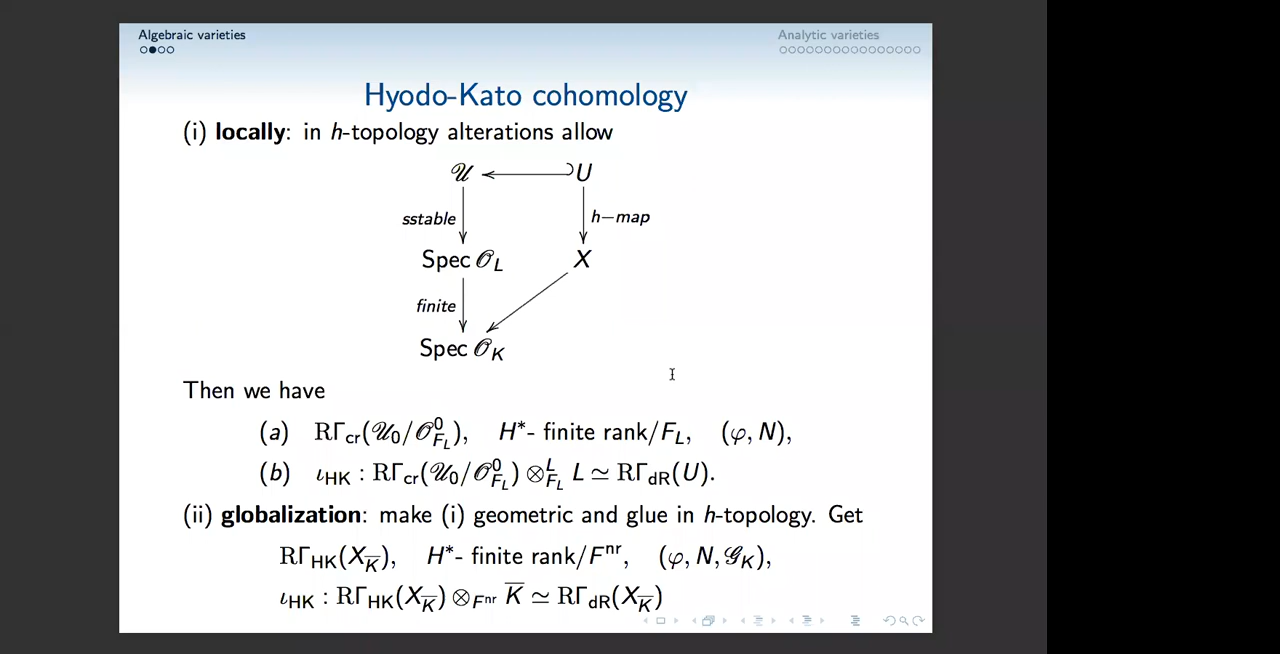 Algebraic varieties
Analytic varieties
Hyodo-Kato cohomology
(i) locally: in h-topology alterations allow
𝒰 ← U
sstable h−map
Spec 𝒪_L X
finite
Spec 𝒪_K
Then we have
(a) RΓ_cr(𝒰_0/𝒪^0_{F_L}), H*- finite rank/F_L, (φ, N),
(b) ι_HK : RΓ_cr(𝒰_0/𝒪^0_{F_L}) ⊗^L_{F_L} L ≃ RΓ_dR(U).
(ii) globalization: make (i) geometric and glue in h-topology. Get
RΓ_HK(X_K̅), H*- finite rank/F^nr, (φ, N, 𝒢_K),
ι_HK : RΓ_HK(X_K̅) ⊗_{F^nr} K̅ ≃ RΓ_dR(X_K̅)